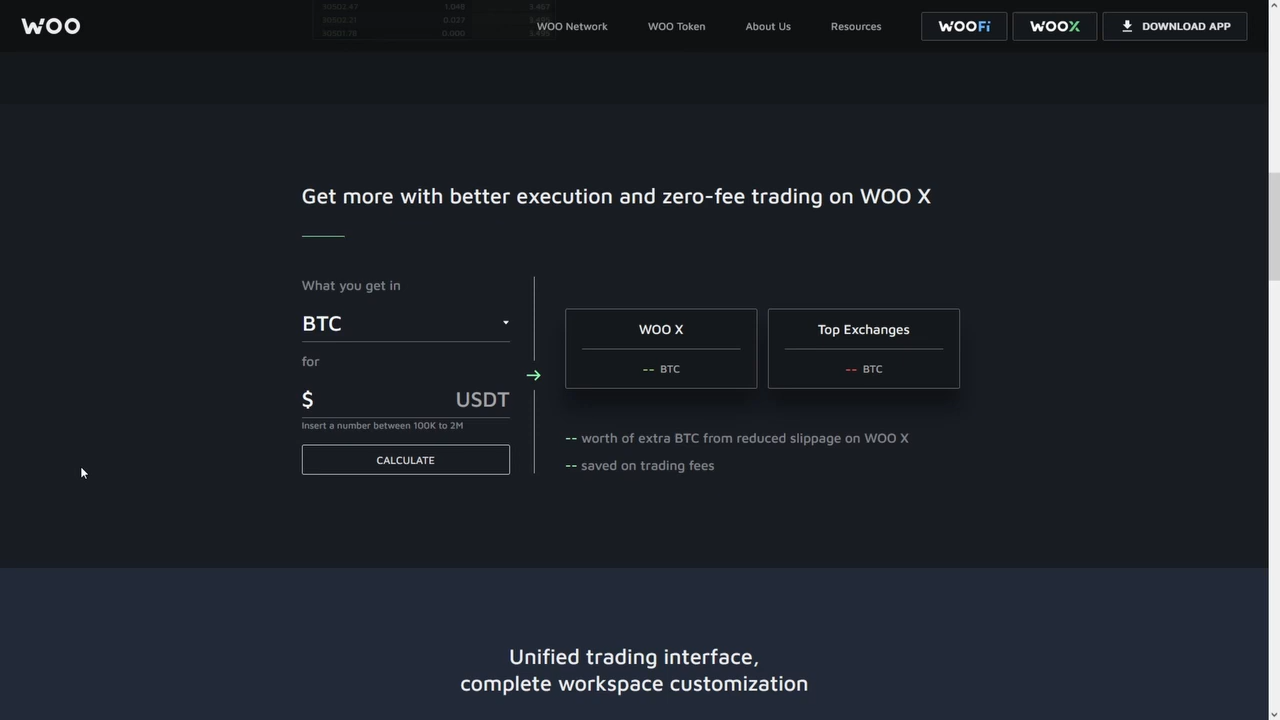 WOO
WOO Network
WOO Token
About Us
Resources
WOOFi
WOOX
DOWNLOAD APP
Get more with better execution and zero-fee trading on WOO X
What you get in
BTC
for
$ USDT
Insert a number between 100K to 2M
CALCULATE
WOO X
-- BTC
Top Exchanges
-- BTC
-- worth of extra BTC from reduced slippage on WOO X
-- saved on trading fees
Unified trading interface,
complete workspace customization